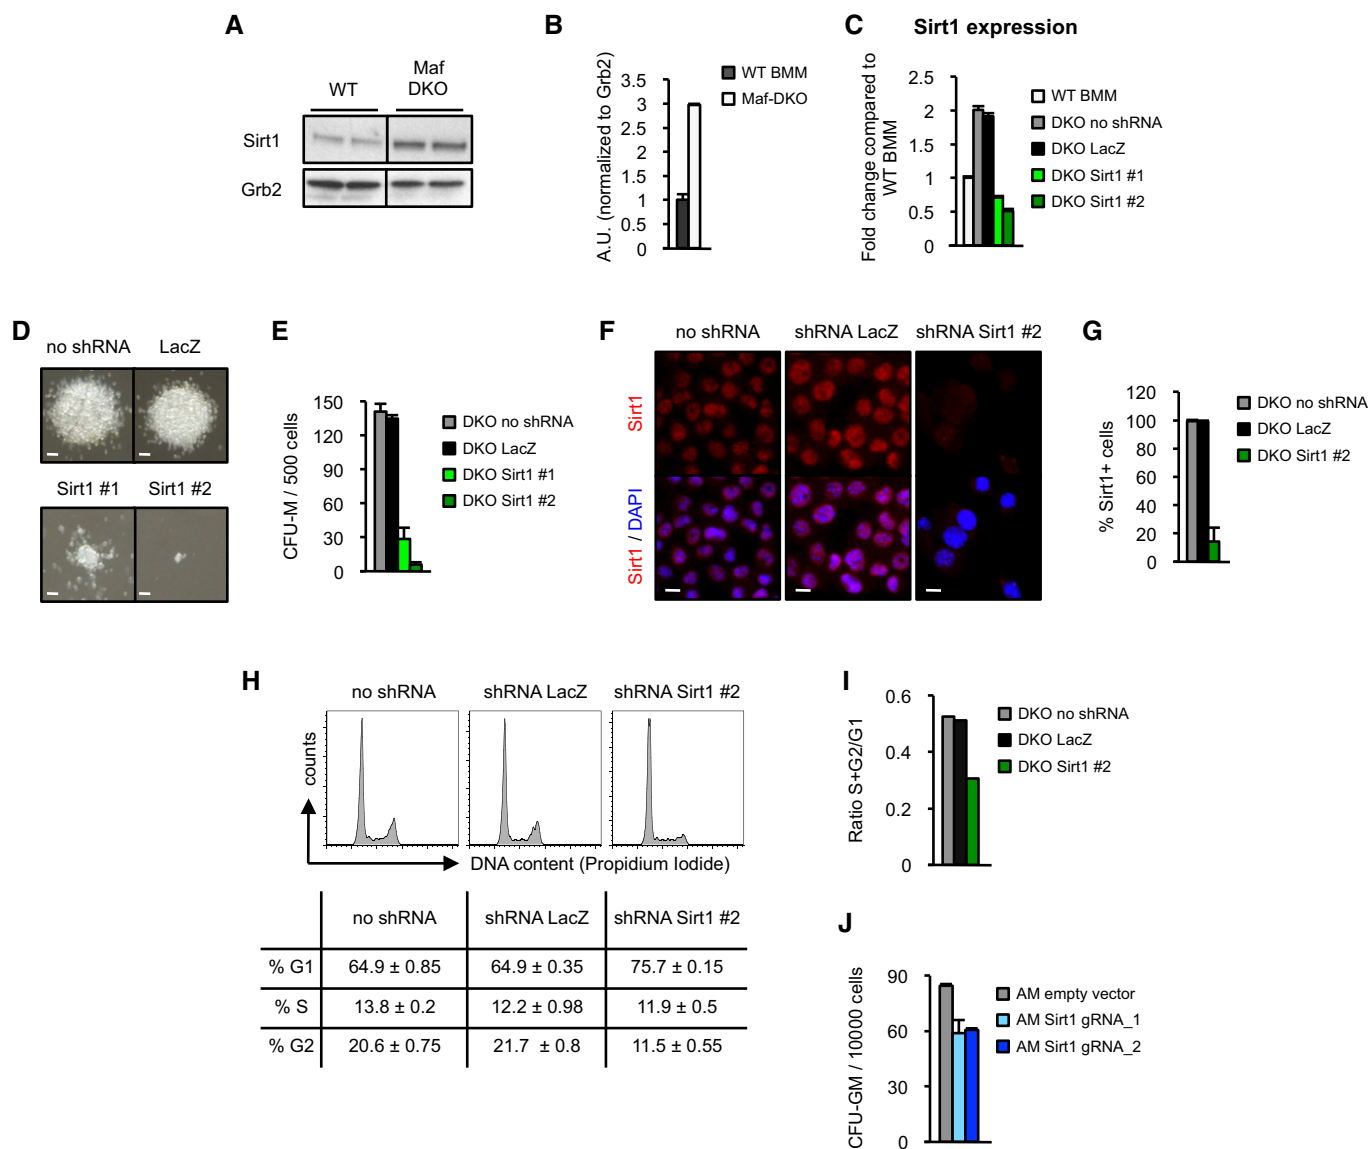 A
WT
Maf
DKO
Sirt1
Grb2
B
A.U. (normalized to Grb2)
3.5
3
2.5
2
1.5
1
0.5
0
WT BMM
Maf-DKO
C
Sirt1 expression
Fold change compared to
WT BMM
2.5
2
1.5
1
0.5
0
WT BMM
DKO no shRNA
DKO LacZ
DKO Sirt1 #1
DKO Sirt1 #2
D
no shRNA
LacZ
Sirt1 #1
Sirt1 #2
E
CFU-M / 500 cells
150
120
90
60
30
0
DKO no shRNA
DKO LacZ
DKO Sirt1 #1
DKO Sirt1 #2
F
no shRNA
shRNA LacZ
shRNA Sirt1 #2
Sirt1
Sirt1 / DAPI
G
% Sirt1+ cells
120
100
80
60
40
20
0
DKO no shRNA
DKO LacZ
DKO Sirt1 #2
H
no shRNA
shRNA LacZ
shRNA Sirt1 #2
counts
DNA content (Propidium Iodide)
no shRNA shRNA LacZ shRNA Sirt1 #2
% G1 64.9 ± 0.85 64.9 ± 0.35 75.7 ± 0.15
% S 13.8 ± 0.2 12.2 ± 0.98 11.9 ± 0.5
% G2 20.6 ± 0.75 21.7 ± 0.8 11.5 ± 0.55
I
Ratio S+G2/G1
0.6
0.4
0.2
0
DKO no shRNA
DKO LacZ
DKO Sirt1 #2
J
CFU-GM / 10000 cells
90
60
30
0
AM empty vector
AM Sirt1 gRNA_1
AM Sirt1 gRNA_2